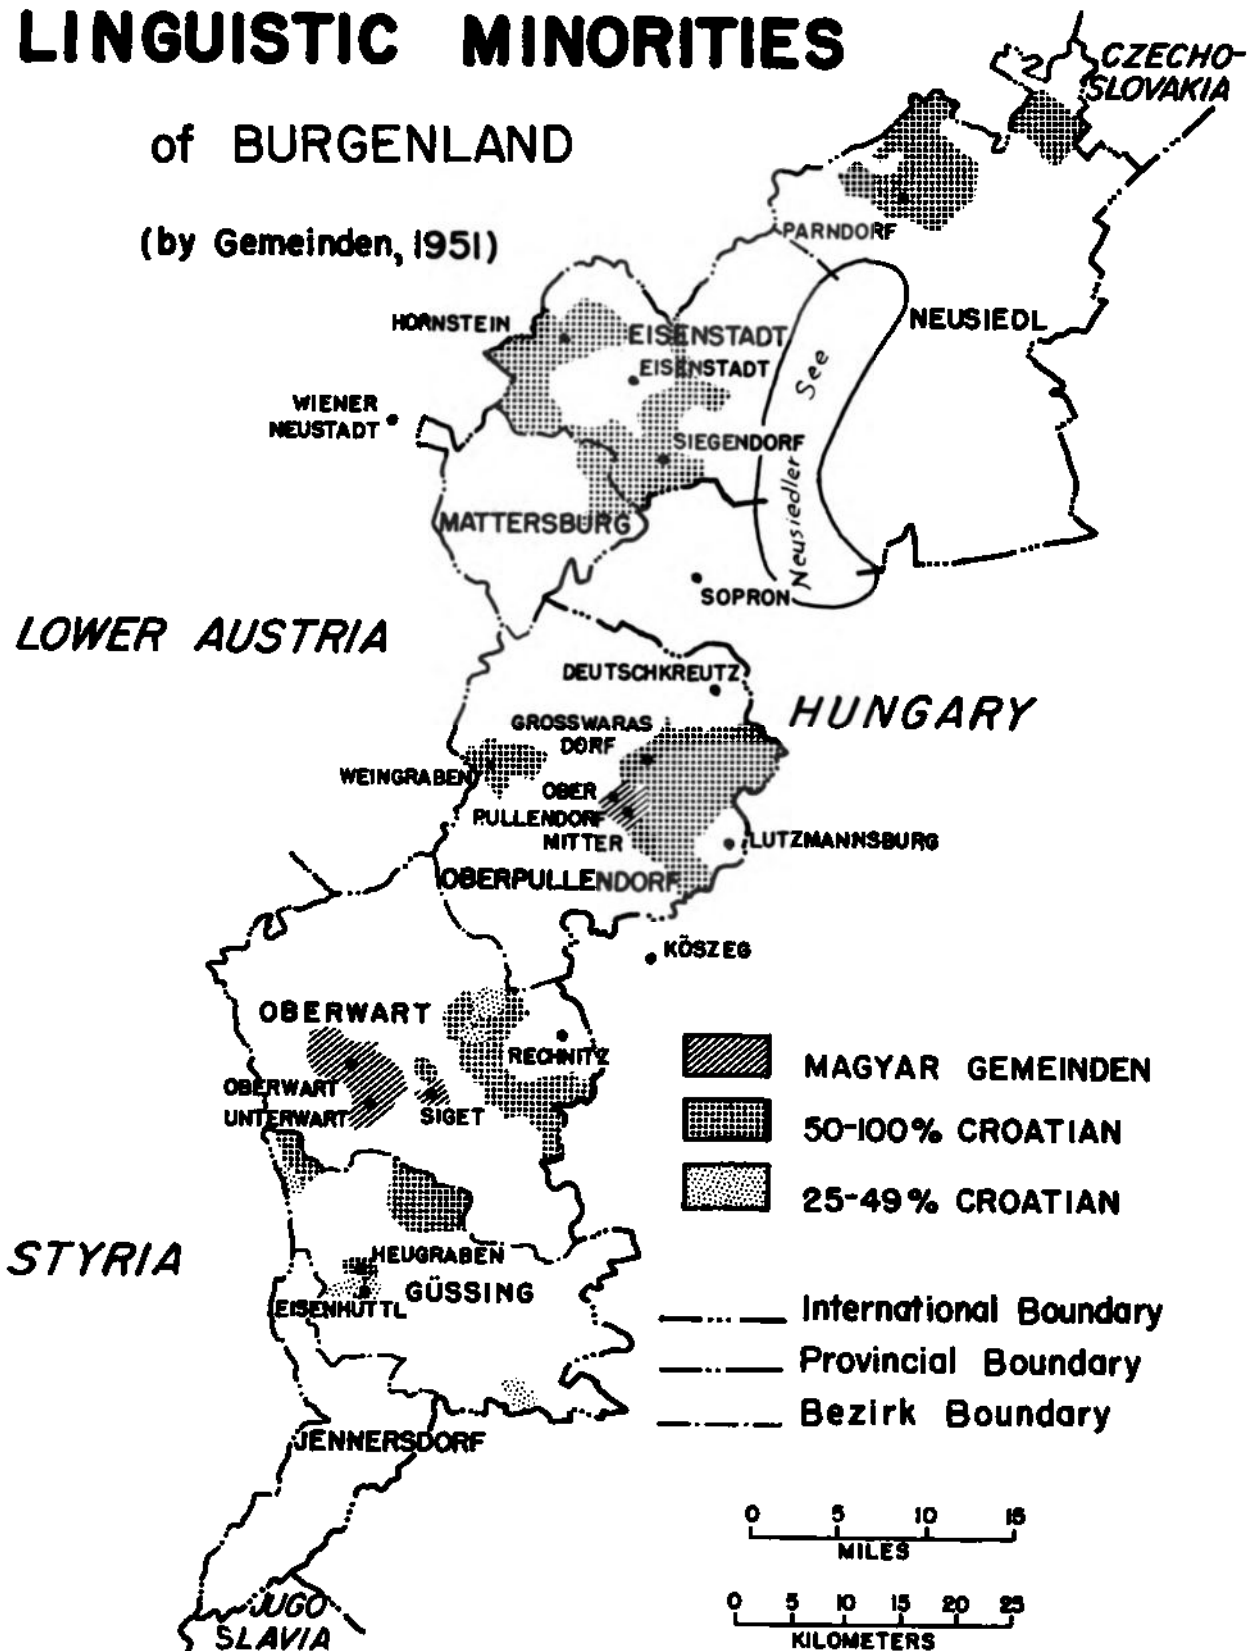 LINGUISTIC MINORITIES
of BURGENLAND
(by Gemeinden, 1951)
CZECHO-
SLOVAKIA
PARNDORF
NEUSIEDL
HORNSTEIN
EISENSTADT
EISENSTADT
See
Neusiedler
WIENER
NEUSTADT
SIEGENDORF
MATTERSBURG
SOPRON
LOWER AUSTRIA
DEUTSCHKREUTZ
HUNGARY
GROSSWARAS
DORF
WEINGRABEN
OBER
PULLENDORF
MITTER
LUTZMANNSBURG
OBERPULLENDORF
KÖSZEG
OBERWART
RECHNITZ
OBERWART
UNTERWART
SIGET
MAGYAR GEMEINDEN
50-100% CROATIAN
25-49% CROATIAN
STYRIA
HEUGRABEN
GÜSSING
EISENHUTTL
International Boundary
Provincial Boundary
Bezirk Boundary
JENNERSDORF
0 5 10 15
MILES
0 5 10 15 20 25
KILOMETERS
JUGO
SLAVIA